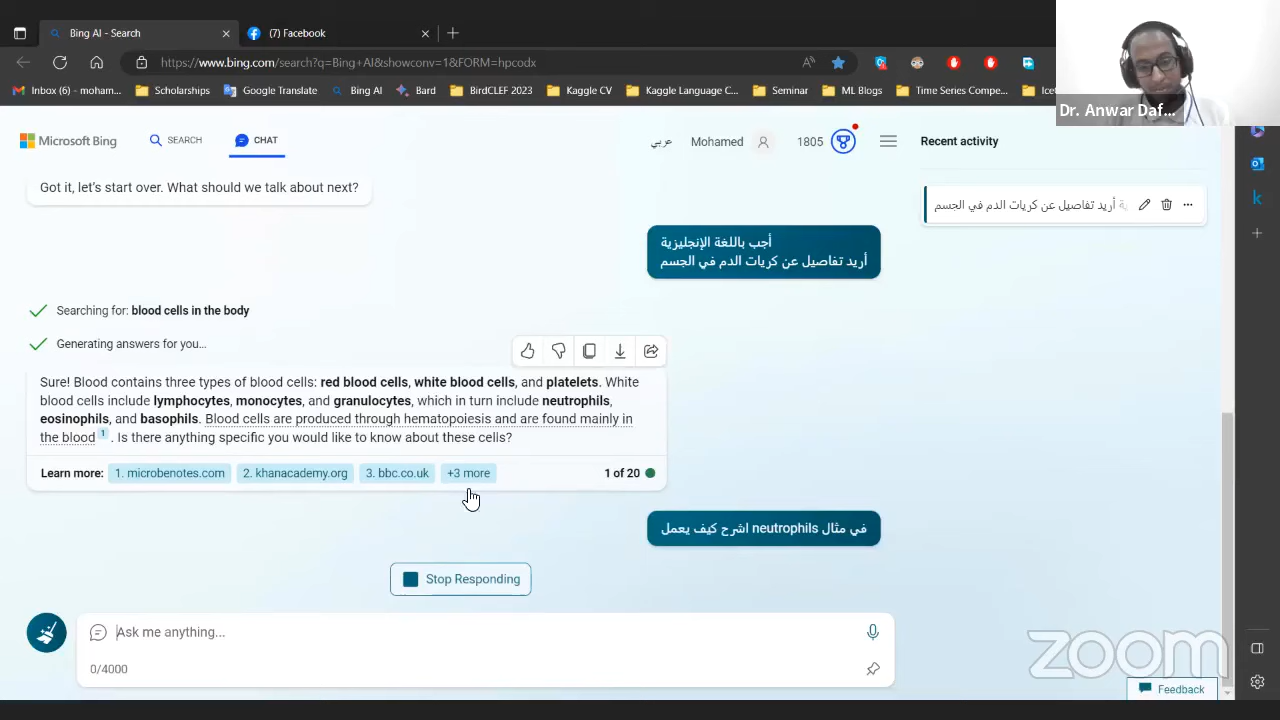 Bing AI - Search
(7) Facebook
https://www.bing.com/search?q=Bing+AI&showconv=1&FORM=hpcodx
Inbox (6) - moham...
Scholarships
Google Translate
Bing AI
Bard
BirdCLEF 2023
Kaggle CV
Kaggle Language C...
Seminar
ML Blogs
Time Series Compe...
Dr. Anwar Daf...
Microsoft Bing
SEARCH
CHAT
عربي
Mohamed
1805
Recent activity
Got it, let's start over. What should we talk about next?
أريد تفاصيل عن كريات الدم في الجسم
أجب باللغة الإنجليزية
أريد تفاصيل عن كريات الدم في الجسم
Searching for: blood cells in the body
Generating answers for you...
Sure! Blood contains three types of blood cells: red blood cells, white blood cells, and platelets. White
blood cells include lymphocytes, monocytes, and granulocytes, which in turn include neutrophils,
eosinophils, and basophils. Blood cells are produced through hematopoiesis and are found mainly in
the blood 1 . Is there anything specific you would like to know about these cells?
Learn more: 1. microbenotes.com 2. khanacademy.org 3. bbc.co.uk +3 more 1 of 20
في مثال neutrophils اشرح كيف يعمل
Stop Responding
Ask me anything...
0/4000
zoom
Feedback